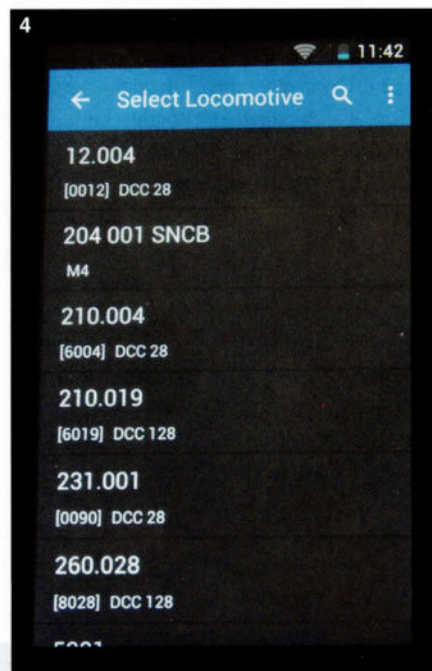 4
11:42
Select Locomotive
12.004
[0012] DCC 28
204 001 SNCB
M4
210.004
[6004] DCC 28
210.019
[6019] DCC 128
231.001
[0090] DCC 28
260.028
[8028] DCC 128